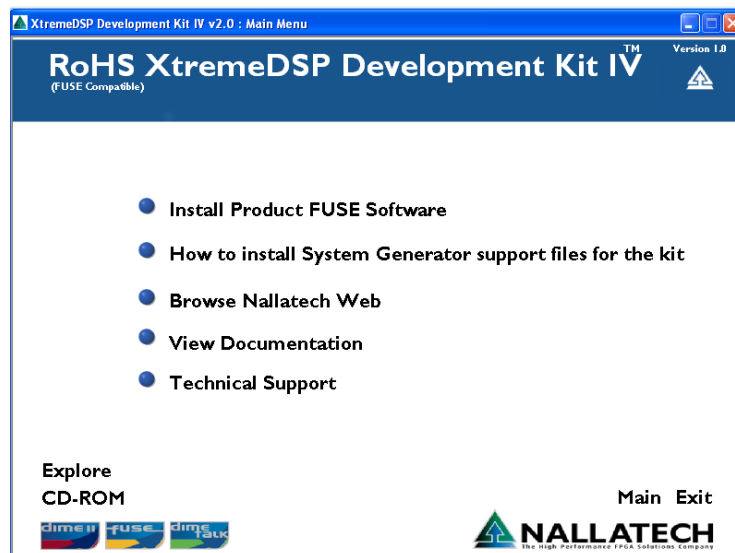 XtremeDSP Development Kit IV v2.0 : Main Menu
RoHS XtremeDSP Development Kit IV™
Version 1.0
(FUSE Compatible)
Install Product FUSE Software
How to install System Generator support files for the kit
Browse Nallatech Web
View Documentation
Technical Support
Explore
CD-ROM
Main Exit
dime II
fuse
dime talk
NALLATECH
The High Performance FPGA Solutions Company